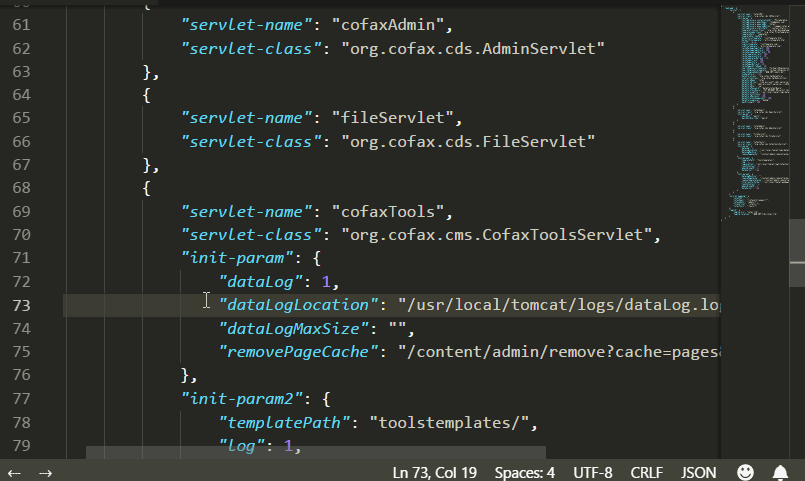 61 "servlet-name": "cofaxAdmin",
62 "servlet-class": "org.cofax.cds.AdminServlet"
63 },
64 {
65 "servlet-name": "fileServlet",
66 "servlet-class": "org.cofax.cds.FileServlet"
67 },
68 {
69 "servlet-name": "cofaxTools",
70 "servlet-class": "org.cofax.cms.CofaxToolsServlet",
71 "init-param": {
72 "dataLog": 1,
73 "dataLogLocation": "/usr/local/tomcat/logs/dataLog.lo
74 "dataLogMaxSize": "",
75 "removePageCache": "/content/admin/remove?cache=pages
76 },
77 "init-param2": {
78 "templatePath": "toolstemplates/",
79 "log": 1,
Ln 73, Col 19 Spaces: 4 UTF-8 CRLF JSON